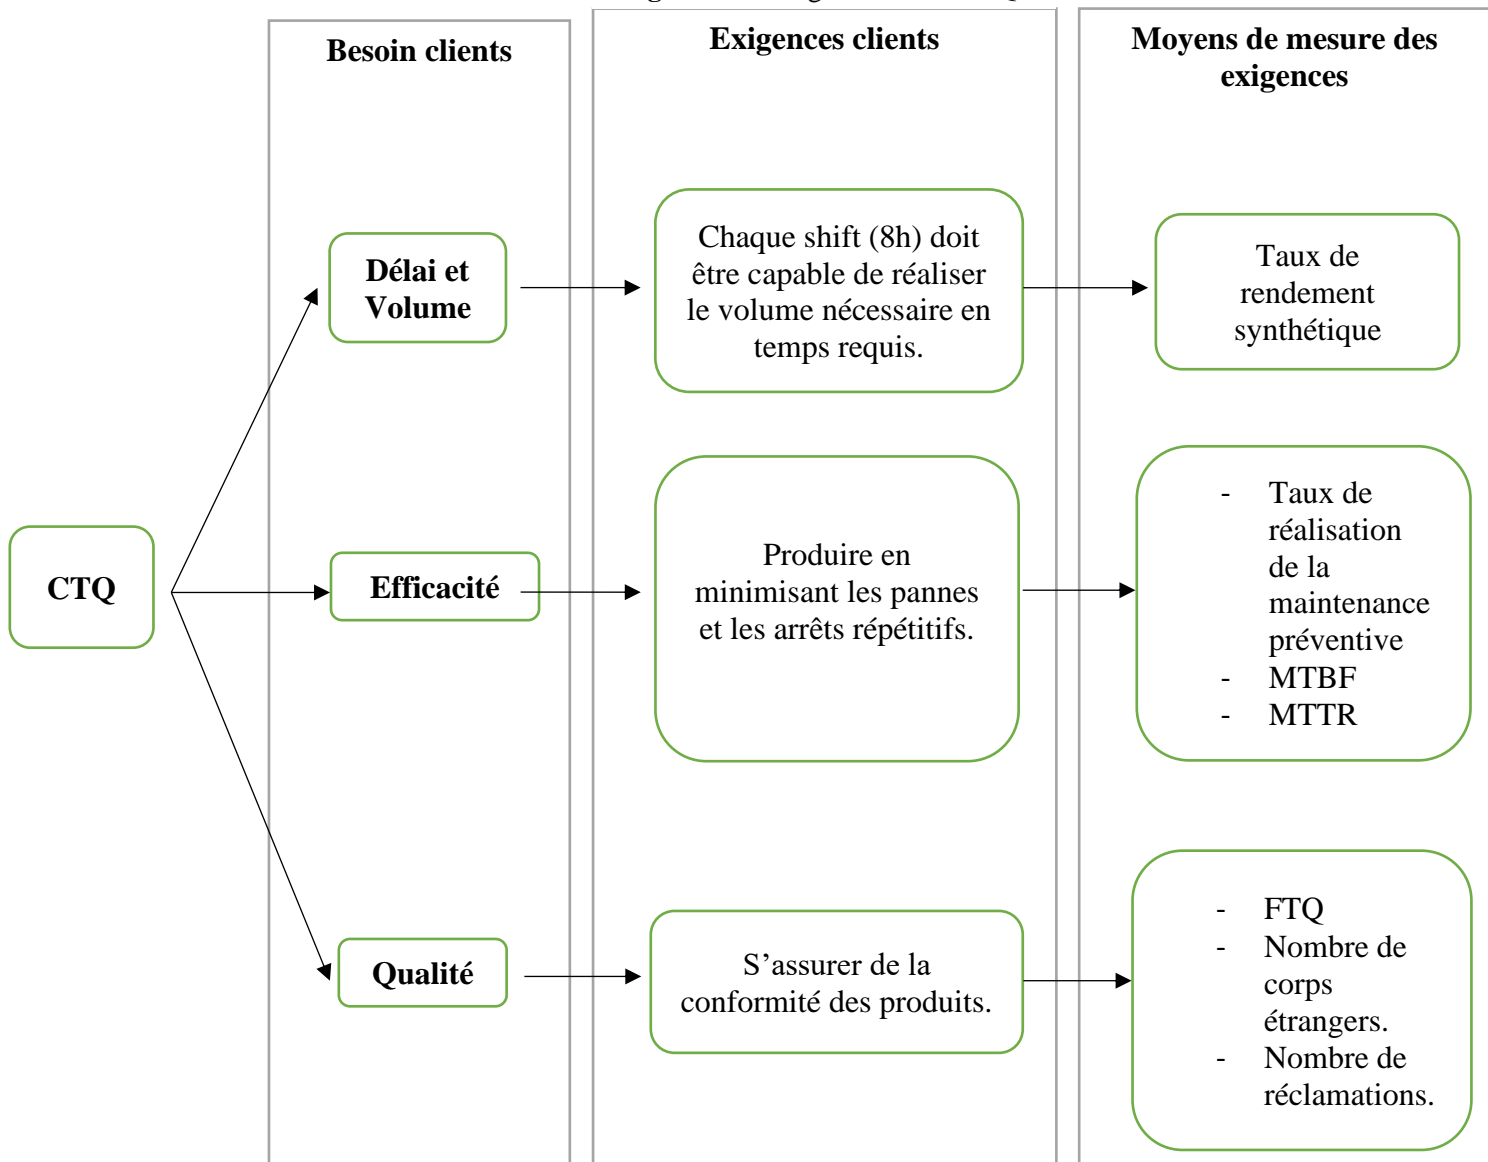 Besoin clients
Exigences clients
Moyens de mesure des
exigences
Délai et
Volume
Chaque shift (8h) doit
être capable de réaliser
le volume nécessaire en
temps requis.
Taux de
rendement
synthétique
CTQ
Efficacité
Produire en
minimisant les pannes
et les arrêts répétitifs.
- Taux de
réalisation
de la
maintenance
préventive
- MTBF
- MTTR
Qualité
S’assurer de la
conformité des produits.
- FTQ
- Nombre de
corps
étrangers.
- Nombre de
réclamations.